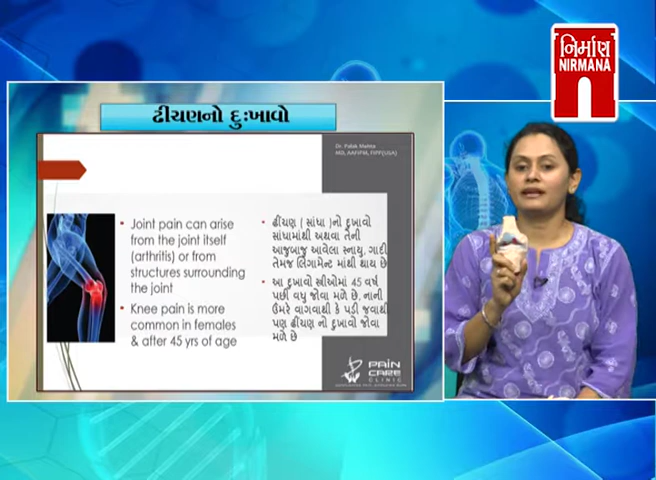 નિર્માણ
NIRMANA
ઢીંચણનો દુઃખાવો
Dr. Palak Mehta
MD, AAFIPM, FIPP(USA)
• Joint pain can arise
from the joint itself
(arthritis) or from
structures surrounding
the joint
• Knee pain is more
common in females
& after 45 yrs of age
• ઢીંચણ ( સાંધા )નો દુખાવો
સાંધામાંથી અથવા તેની
આજુબાજુ આવેલા સ્નાયુ, ગાદી
તેમજ લિગામેન્ટ માંથી થાય છે
• આ દુખાવો સ્ત્રીઓમાં 45 વર્ષ
પછી વધુ જોવા મળે છે. નાની
ઉંમરે વાગવાથી કે પડી જવાથી
પણ ઢીંચણ નો દુખાવો જોવા
મળે છે
PAIN
CARE
CLINIC